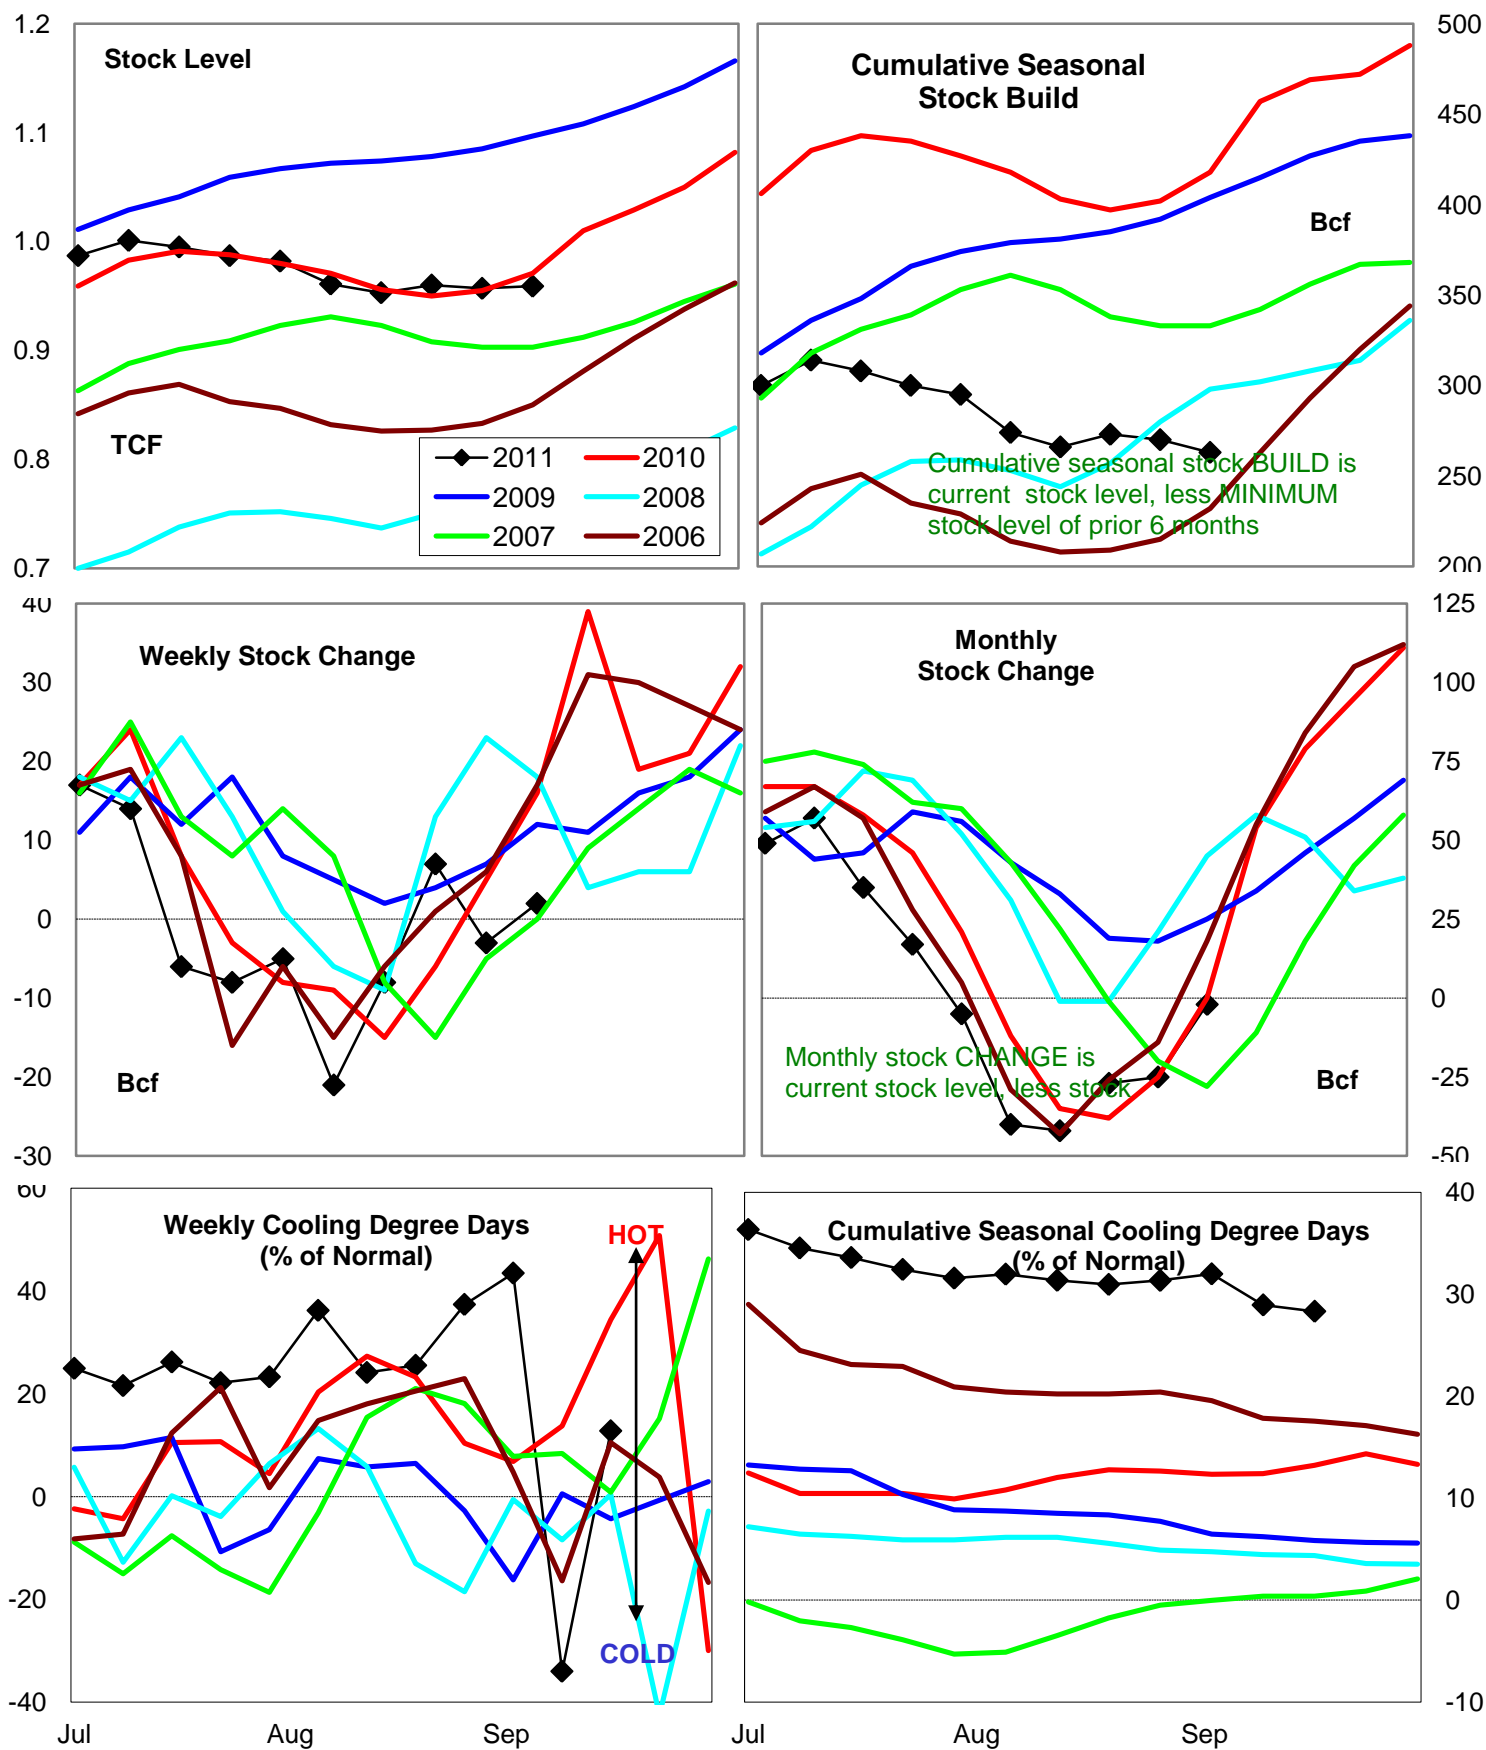 1.2
1.1
1.0
0.9
0.8
0.7
Stock Level
TCF
2011
2010
2009
2008
2007
2006
500
450
400
350
300
250
200
Cumulative Seasonal
Stock Build
Bcf
Cumulative seasonal stock BUILD is
current stock level, less MINIMUM
stock level of prior 6 months
40
30
20
10
0
-10
-20
-30
Weekly Stock Change
Bcf
125
100
75
50
25
0
-25
-50
Monthly
Stock Change
Monthly stock CHANGE is
current stock level, less stock
Bcf
60
40
20
0
-20
-40
Weekly Cooling Degree Days
(% of Normal)
HOT
COLD
Jul
Aug
Sep
40
30
20
10
0
-10
Cumulative Seasonal Cooling Degree Days
(% of Normal)
Jul
Aug
Sep